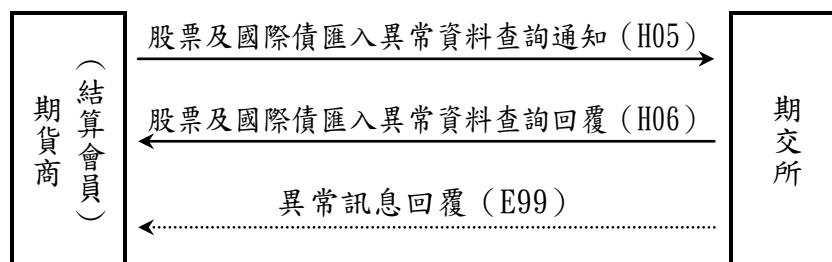 股票及國際債匯入異常資料查詢通知（H05）
股票及國際債匯入異常資料查詢回覆（H06）
異常訊息回覆（E99）
期貨商
（結算會員）
期交所